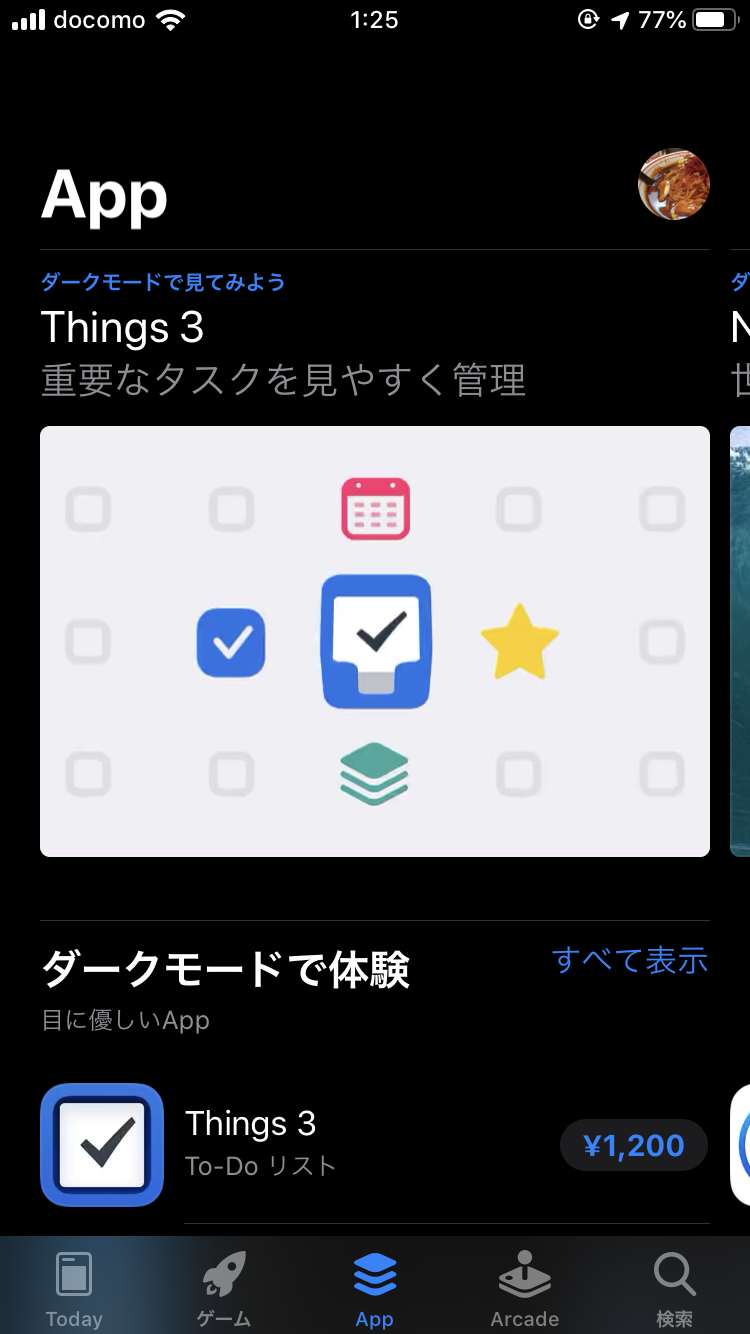 docomo 1:25 77%
App
ダークモードで見てみよう
Things 3
重要なタスクを見やすく管理
ダークモードで体験
すべて表示
目に優しいApp
Things 3
¥1,200
To-Do リスト
Today ゲーム App Arcade 検索